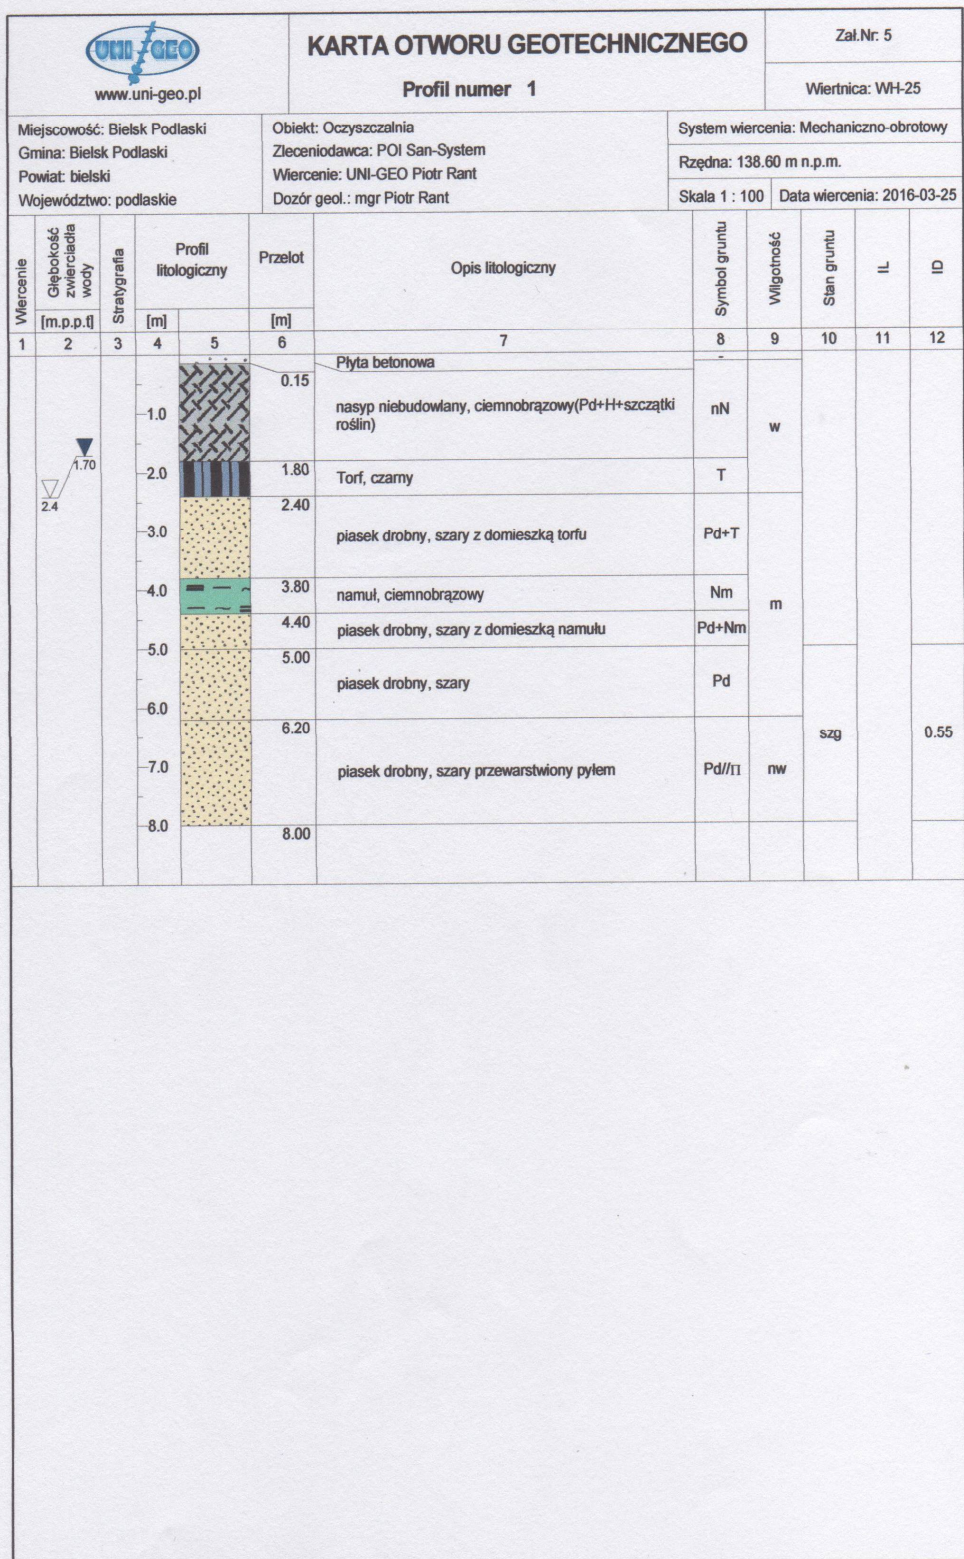 UNI GEO
www.uni-geo.pl
KARTA OTWORU GEOTECHNICZNEGO
Profil numer 1
Zał.Nr: 5
Wiertnica: WH-25
Miejscowość: Bielsk Podlaski
Gmina: Bielsk Podlaski
Powiat: bielski
Województwo: podlaskie
Obiekt: Oczyszczalnia
Zleceniodawca: POI San-System
Wiercenie: UNI-GEO Piotr Rant
Dozór geol.: mgr Piotr Rant
System wiercenia: Mechaniczno-obrotowy
Rzędna: 138.60 m n.p.m.
Skala 1 : 100 Data wiercenia: 2016-03-25
Wiercenie
Głębokość
zwierciadła
wody
[m.p.p.t]
Stratygrafia
Profil
litologiczny
[m]
Przelot
[m]
Opis litologiczny
Symbol gruntu
Wilgotność
Stan gruntu
IL
ID
1 2 3 4 5 6 7 8 9 10 11 12
Płyta betonowa -
0.15
1.0 nasyp niebudowlany, ciemnobrązowy(Pd+H+szczątki
roślin) nN
w
1.70
2.0 1.80 Torf, czarny T
2.4
2.40
3.0 piasek drobny, szary z domieszką torfu Pd+T
4.0 3.80 namuł, ciemnobrązowy Nm
m
4.40 piasek drobny, szary z domieszką namułu Pd+Nm
5.0 5.00
piasek drobny, szary Pd
6.0
6.20 szg 0.55
7.0 piasek drobny, szary przewarstwiony pyłem Pd//Π nw
8.0 8.00